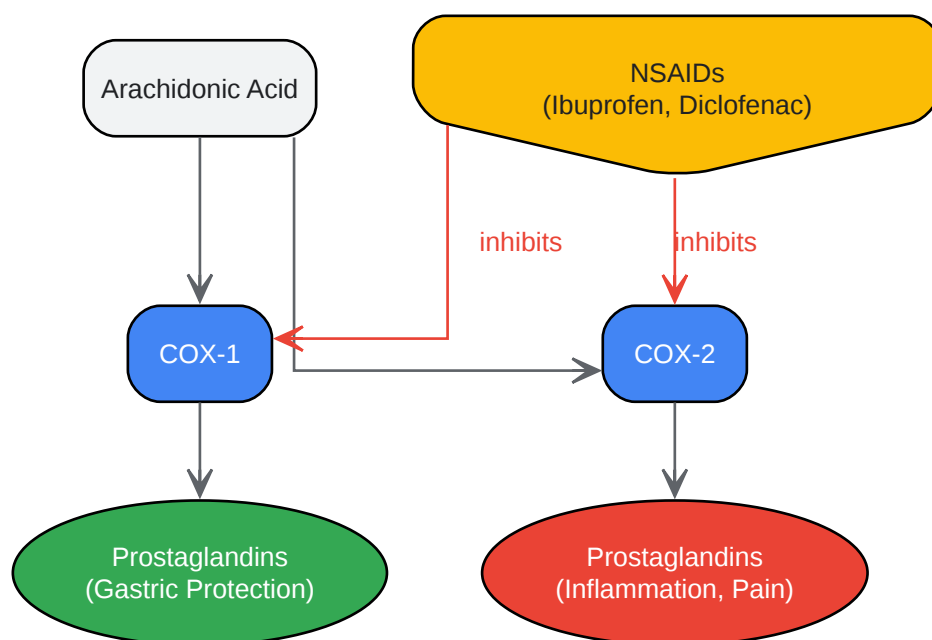 Arachidonic Acid
NSAIDs
(Ibuprofen, Diclofenac)
inhibits
inhibits
COX-1
COX-2
Prostaglandins
(Gastric Protection)
Prostaglandins
(Inflammation, Pain)